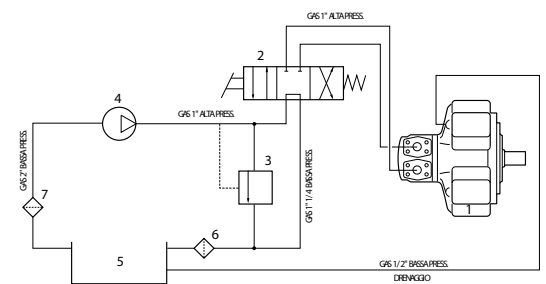 GAS 1" ALTA PRESS.
2
4
GAS 1" ALTA PRESS.
3
GAS 2" BASSA PRESS.
GAS 1" 1/4 BASSA PRESS.
7
6
5
1
GAS 1/2" BASSA PRESS.
DRENAGGIO